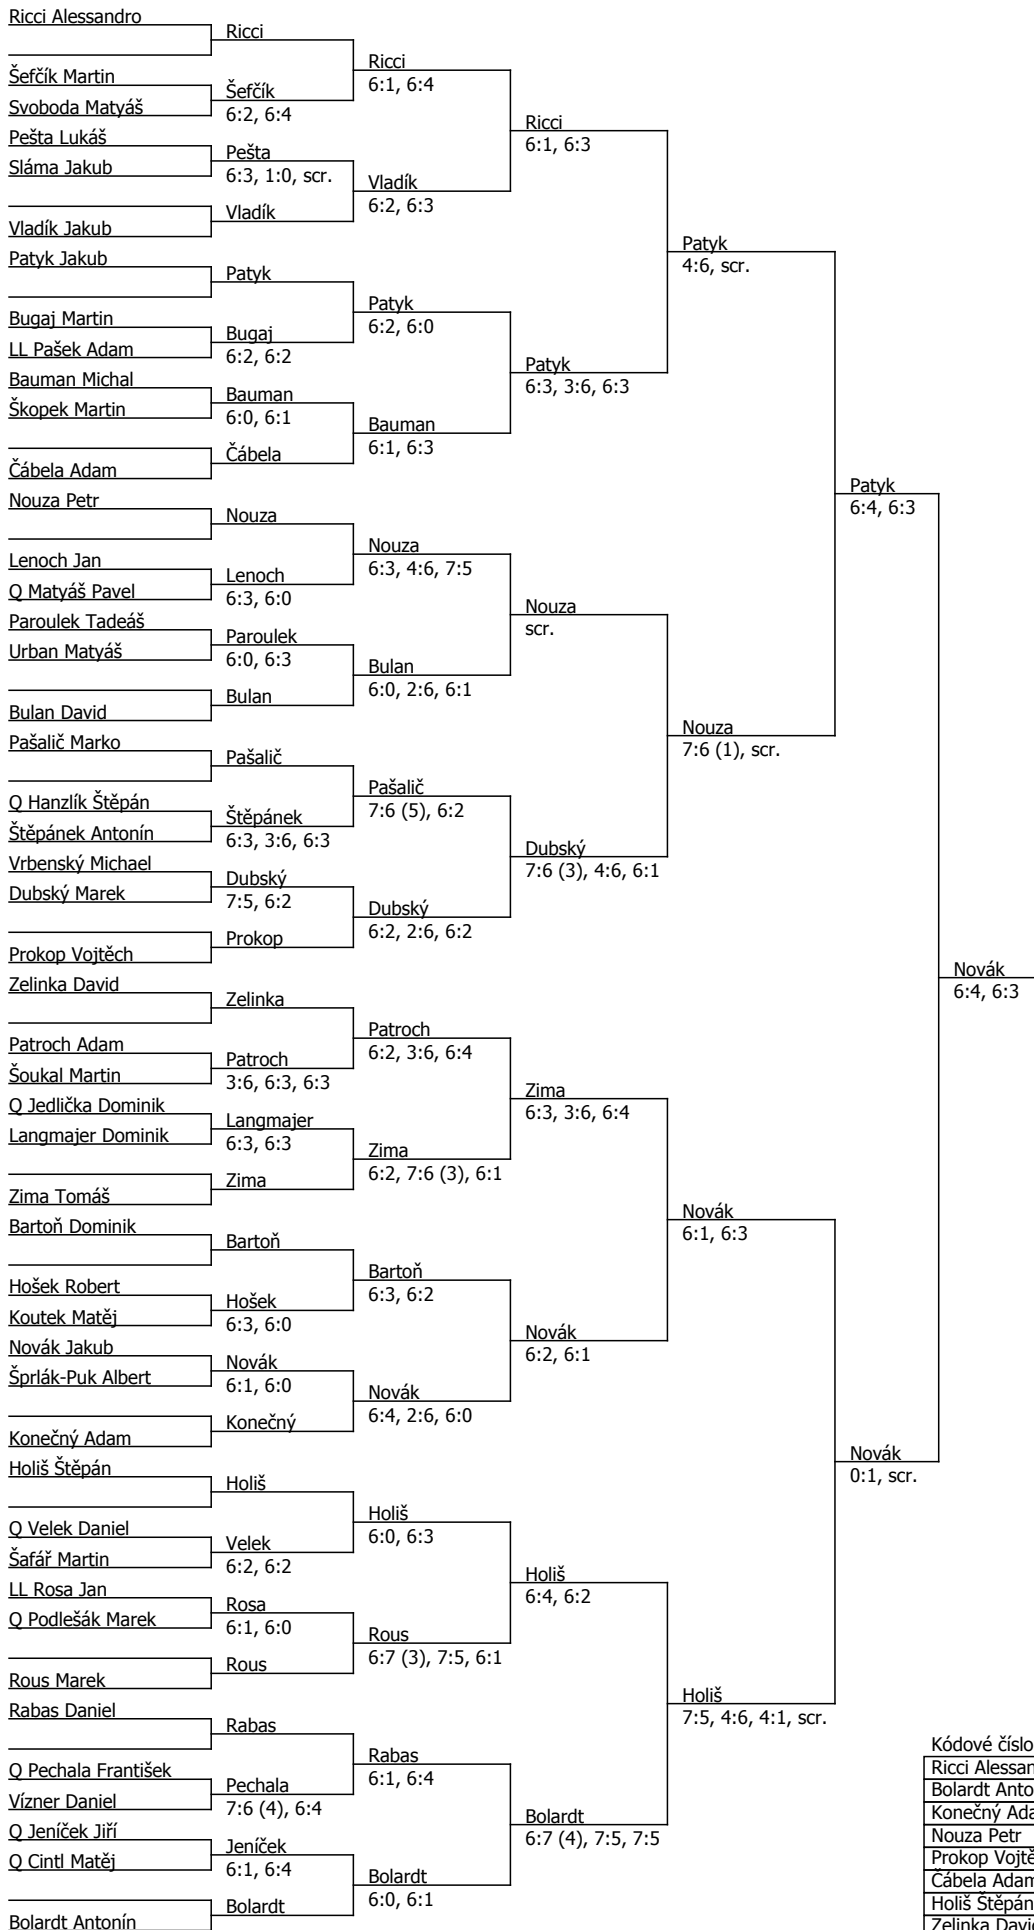 Ricci Alessandro
Šefčík Martin
Svoboda Matyáš
Pešta Lukáš
Sláma Jakub
Vladík Jakub
Patyk Jakub
Bugaj Martin
LL Pašek Adam
Bauman Michal
Škopek Martin
Čábela Adam
Nouza Petr
Lenoch Jan
Q Matyáš Pavel
Paroulek Tadeáš
Urban Matyáš
Bulan David
Pašalič Marko
Q Hanzlík Štěpán
Štěpánek Antonín
Vrbenský Michael
Dubský Marek
Prokop Vojtěch
Zelinka David
Patroch Adam
Šoukal Martin
Q Jedlička Dominik
Langmajer Dominik
Zima Tomáš
Bartoň Dominik
Hošek Robert
Koutek Matěj
Novák Jakub
Šprlák-Puk Albert
Konečný Adam
Holiš Štěpán
Q Velek Daniel
Šafář Martin
LL Rosa Jan
Q Podlešák Marek
Rous Marek
Rabas Daniel
Q Pechala František
Vízner Daniel
Q Jeníček Jiří
Q Cintl Matěj
Bolardt Antonín
Ricci
Šefčík
6:2, 6:4
Pešta
6:3, 1:0, scr.
Vladík
Patyk
Bugaj
6:2, 6:2
Bauman
6:0, 6:1
Čábela
Nouza
Lenoch
6:3, 6:0
Paroulek
6:0, 6:3
Bulan
Pašalič
Štěpánek
6:3, 3:6, 6:3
Dubský
7:5, 6:2
Prokop
Zelinka
Patroch
3:6, 6:3, 6:3
Langmajer
6:3, 6:3
Zima
Bartoň
Hošek
6:3, 6:0
Novák
6:1, 6:0
Konečný
Holiš
Velek
6:2, 6:2
Rosa
6:1, 6:0
Rous
Rabas
Pechala
7:6 (4), 6:4
Jeníček
6:1, 6:4
Bolardt
Ricci
6:1, 6:4
Vladík
6:2, 6:3
Patyk
6:2, 6:0
Bauman
6:1, 6:3
Nouza
6:3, 4:6, 7:5
Bulan
6:0, 2:6, 6:1
Pašalič
7:6 (5), 6:2
Dubský
6:2, 2:6, 6:2
Patroch
6:2, 3:6, 6:4
Zima
6:2, 7:6 (3), 6:1
Bartoň
6:3, 6:2
Novák
6:4, 2:6, 6:0
Holiš
6:0, 6:3
Rous
6:7 (3), 7:5, 6:1
Rabas
6:1, 6:4
Bolardt
6:0, 6:1
Ricci
6:1, 6:3
Patyk
6:3, 3:6, 6:3
Nouza
scr.
Dubský
7:6 (3), 4:6, 6:1
Zima
6:3, 3:6, 6:4
Novák
6:2, 6:1
Holiš
6:4, 6:2
Bolardt
6:7 (4), 7:5, 7:5
Patyk
4:6, scr.
Nouza
7:6 (1), scr.
Novák
6:1, 6:3
Holiš
7:5, 4:6, 4:1, scr.
Patyk
6:4, 6:3
Novák
0:1, scr.
Novák
6:4, 6:3
Kódové číslo
Ricci Alessan
Bolardt Anto
Konečný Ada
Nouza Petr
Prokop Vojtě
Čábela Adam
Holiš Štěpán
Zelinka Davi